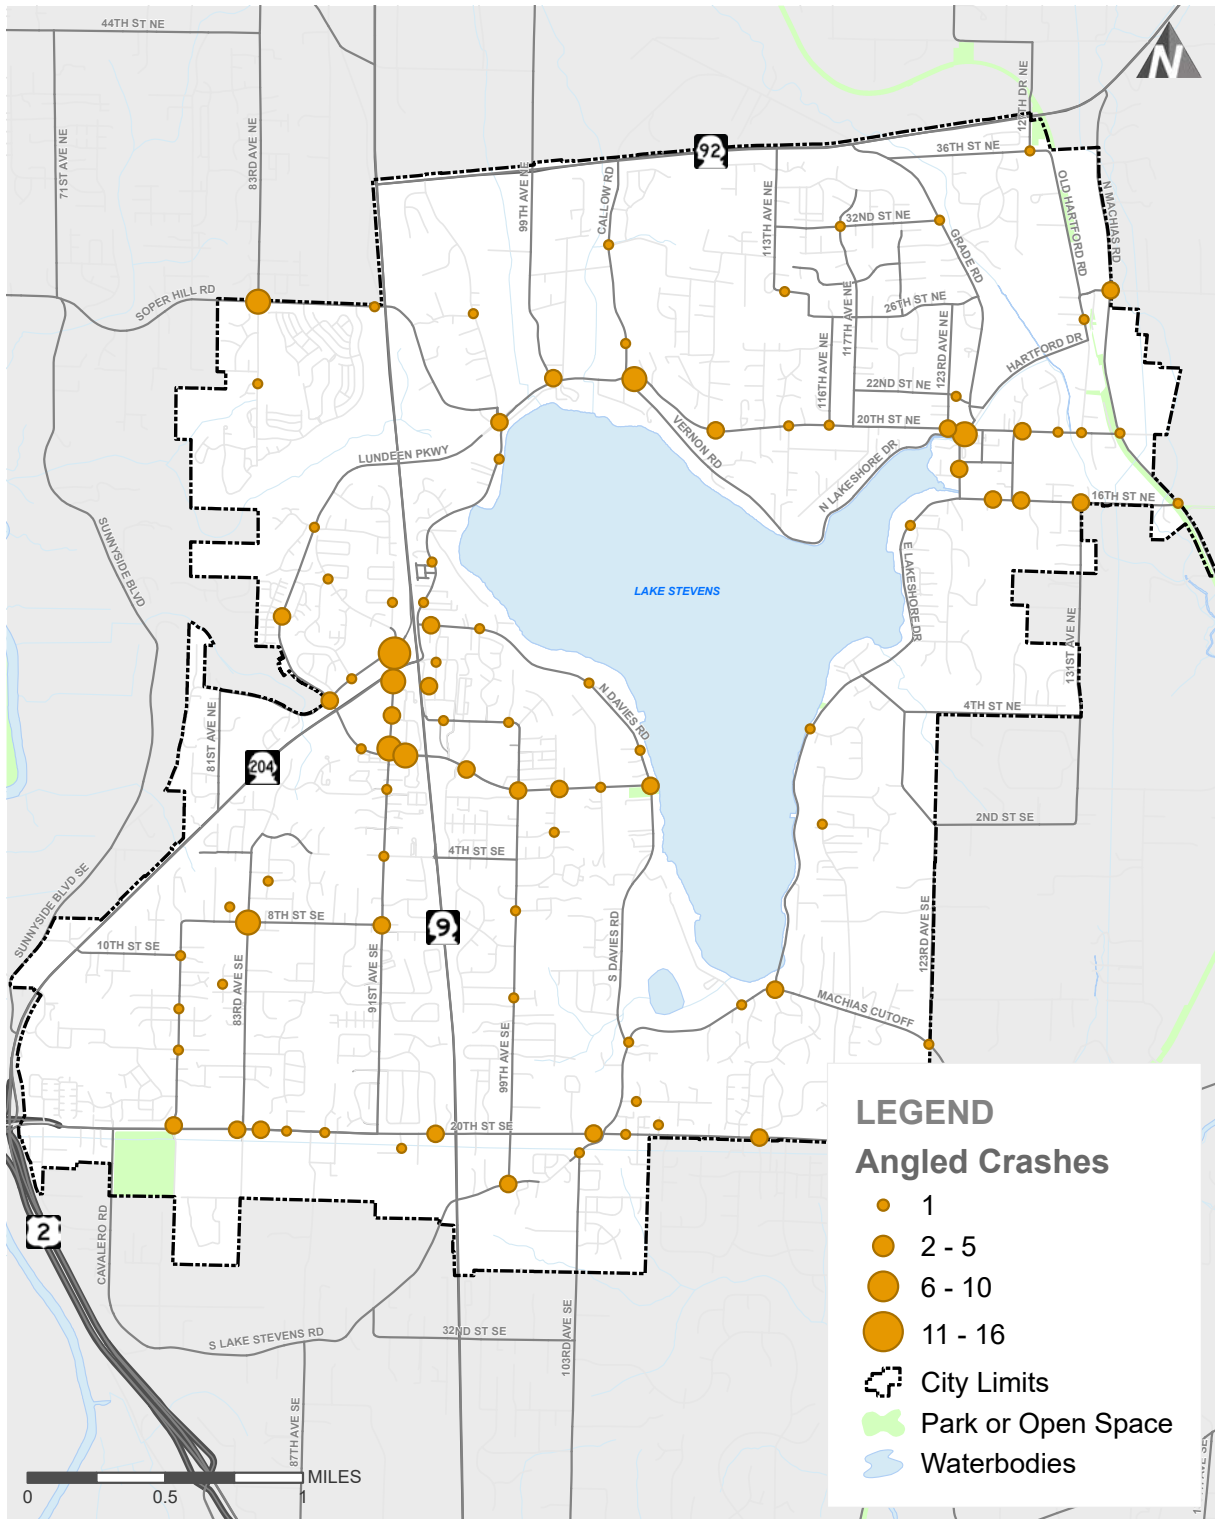 44TH ST NE
N
71ST AVE NE
83RD AVE NE
99TH AVE NE
CALLOW RD
92
113TH AVE NE
36TH ST NE
OLD HARTFORD RD
N MACHIAS RD
32ND ST NE
GRADE RD
SOPER HILL RD
26TH ST NE
117TH AVE NE
116TH AVE NE
123RD AVE NE
HARTFORD DR
22ND ST NE
20TH ST NE
VERNON RD
LUNDEEN PKWY
N LAKESHORE DR
16TH ST NE
SUNNYSIDE BLVD
E LAKESHORE DR
LAKE STEVENS
131ST AVE NE
N DAVIES RD
4TH ST NE
81ST AVE NE
204
2ND ST SE
4TH ST SE
SUNNYSIDE BLVD SE
8TH ST SE
9
10TH ST SE
S DAVIES RD
123RD AVE SE
83RD AVE SE
91ST AVE SE
MACHIAS CUTOFF
99TH AVE SE
20TH ST SE
2
CAVALERO RD
S LAKE STEVENS RD
32ND ST SE
103RD AVE SE
87TH AVE SE
LEGEND
Angled Crashes
1
2 - 5
6 - 10
11 - 16
City Limits
Park or Open Space
Waterbodies
MILES
0 0.5 1